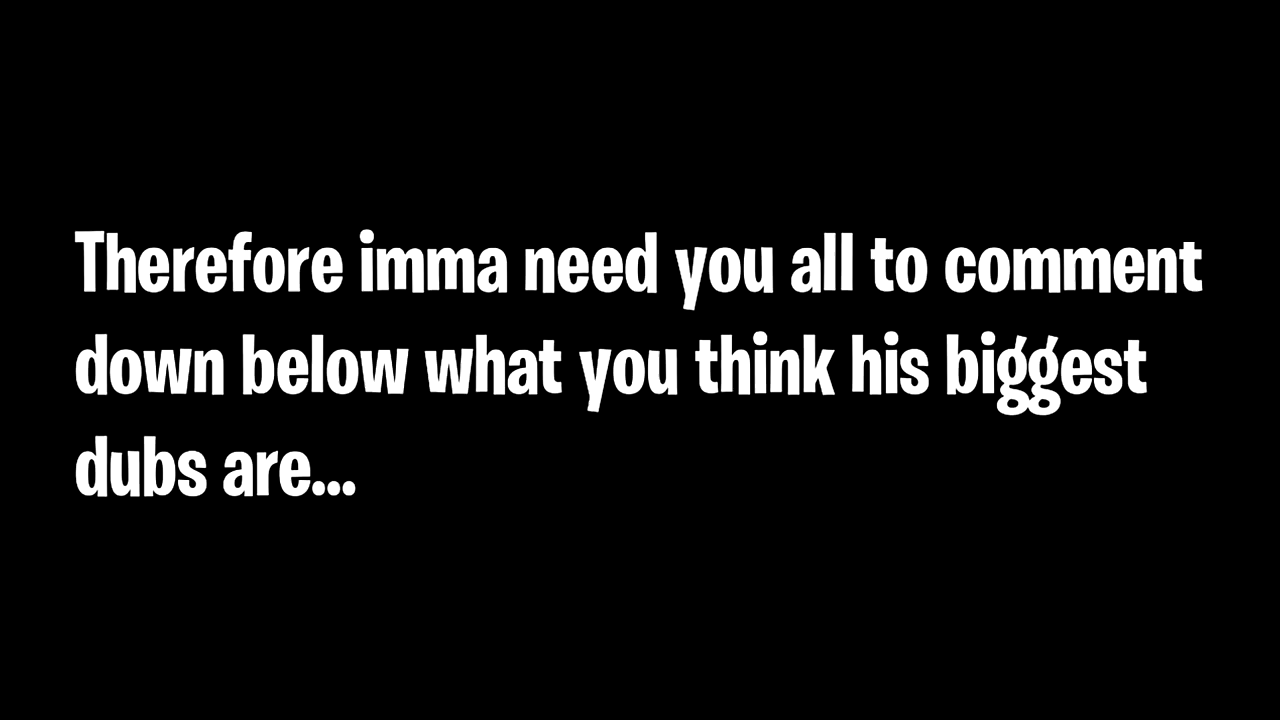 Therefore imma need you all to comment
down below what you think his biggest
dubs are...